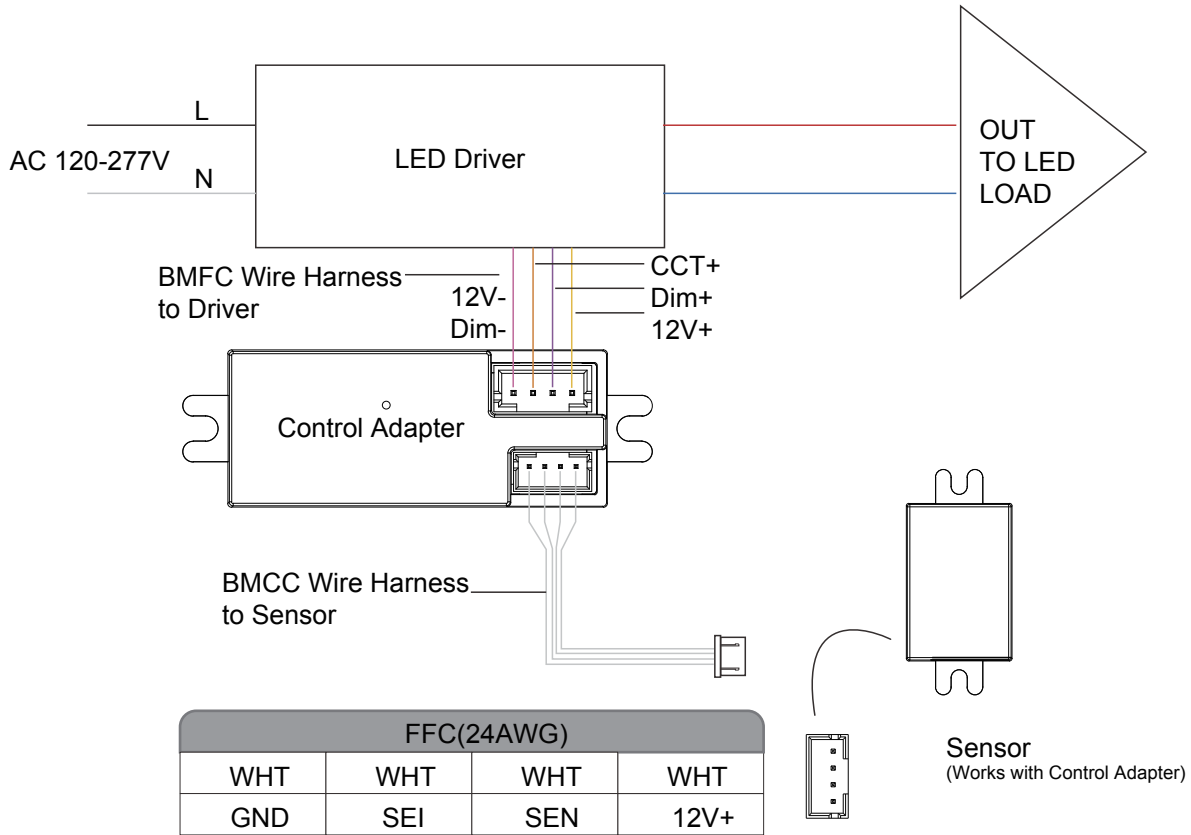 L
AC 120-277V
N
LED Driver
OUT
TO LED
LOAD
BMFC Wire Harness
to Driver
12V-
Dim-
CCT+
Dim+
12V+
Control Adapter
BMCC Wire Harness
to Sensor
FFC(24AWG)
WHT WHT WHT WHT
GND SEI SEN 12V+
Sensor
(Works with Control Adapter)